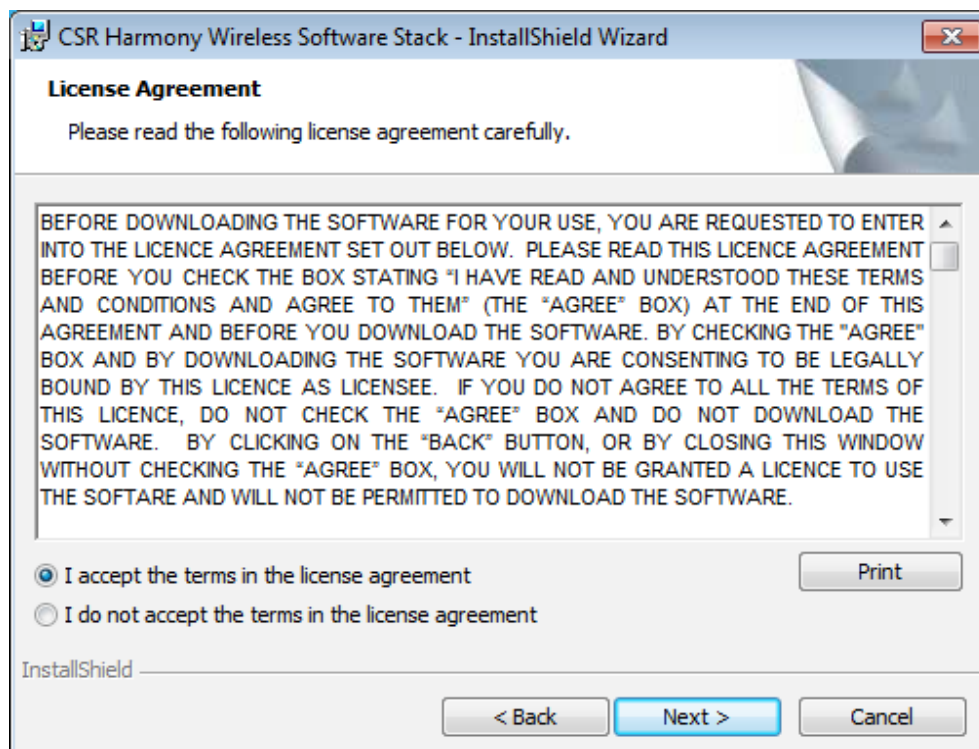 CSR Harmony Wireless Software Stack - InstallShield Wizard
License Agreement
Please read the following license agreement carefully.
BEFORE DOWNLOADING THE SOFTWARE FOR YOUR USE, YOU ARE REQUESTED TO ENTER
INTO THE LICENCE AGREEMENT SET OUT BELOW. PLEASE READ THIS LICENCE AGREEMENT
BEFORE YOU CHECK THE BOX STATING “I HAVE READ AND UNDERSTOOD THESE TERMS
AND CONDITIONS AND AGREE TO THEM” (THE “AGREE” BOX) AT THE END OF THIS
AGREEMENT AND BEFORE YOU DOWNLOAD THE SOFTWARE. BY CHECKING THE "AGREE"
BOX AND BY DOWNLOADING THE SOFTWARE YOU ARE CONSENTING TO BE LEGALLY
BOUND BY THIS LICENCE AS LICENSEE. IF YOU DO NOT AGREE TO ALL THE TERMS OF
THIS LICENCE, DO NOT CHECK THE “AGREE” BOX AND DO NOT DOWNLOAD THE
SOFTWARE. BY CLICKING ON THE “BACK” BUTTON, OR BY CLOSING THIS WINDOW
WITHOUT CHECKING THE “AGREE” BOX, YOU WILL NOT BE GRANTED A LICENCE TO USE
THE SOFTARE AND WILL NOT BE PERMITTED TO DOWNLOAD THE SOFTWARE.
I accept the terms in the license agreement
Print
I do not accept the terms in the license agreement
InstallShield
< Back Next > Cancel